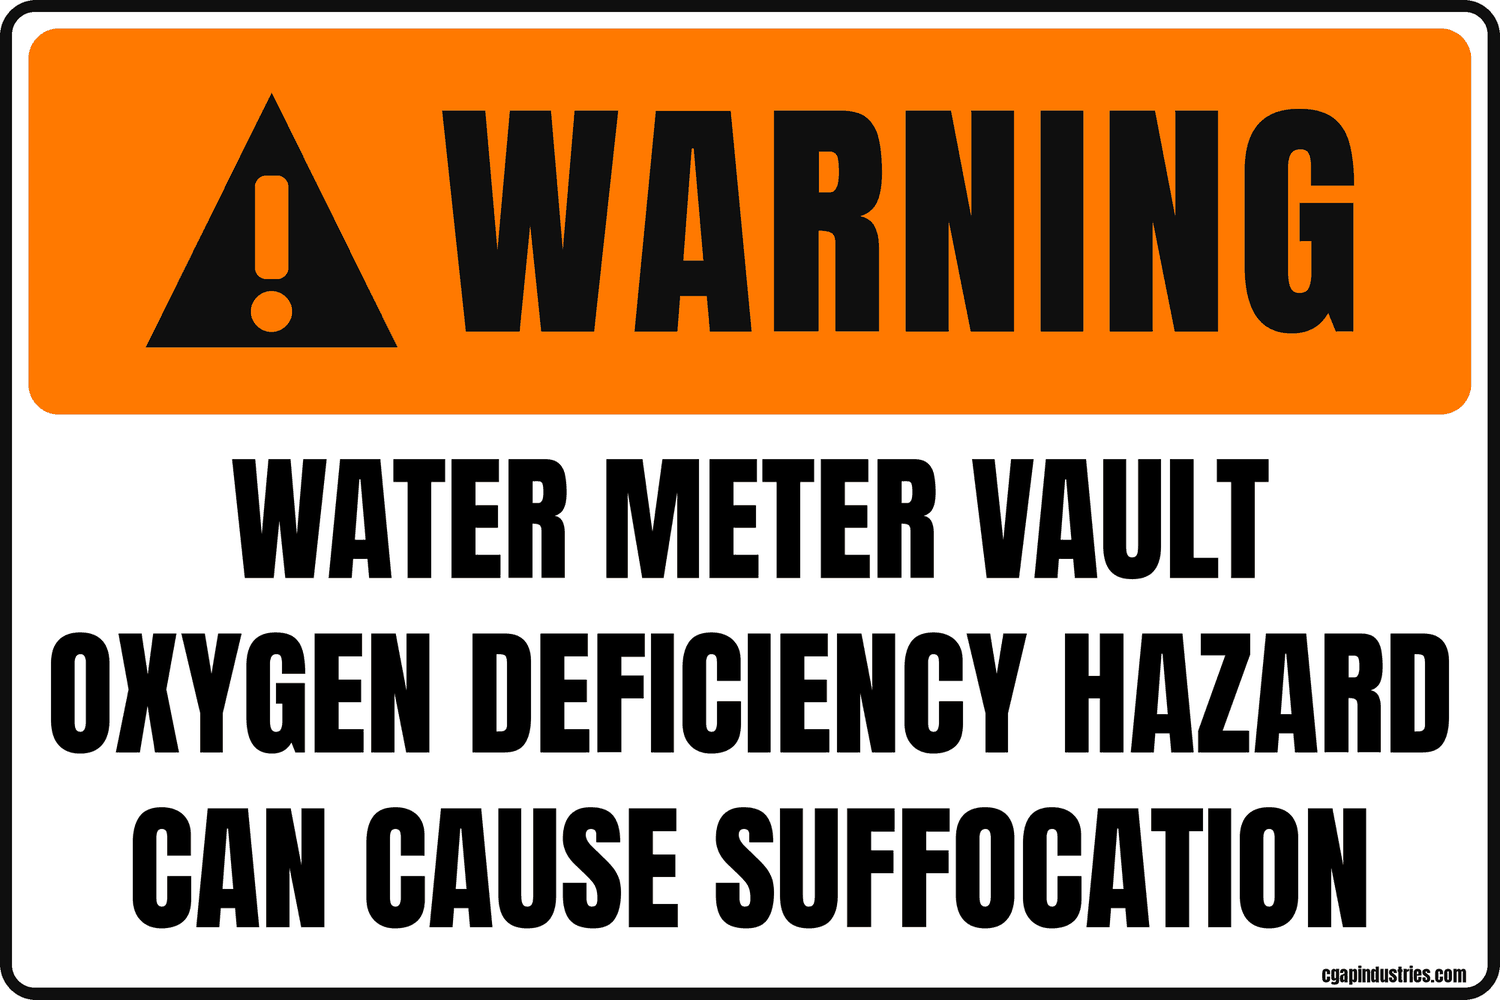 WARNING
WATER METER VAULT
OXYGEN DEFICIENCY HAZARD
CAN CAUSE SUFFOCATION
cgapindustries.com